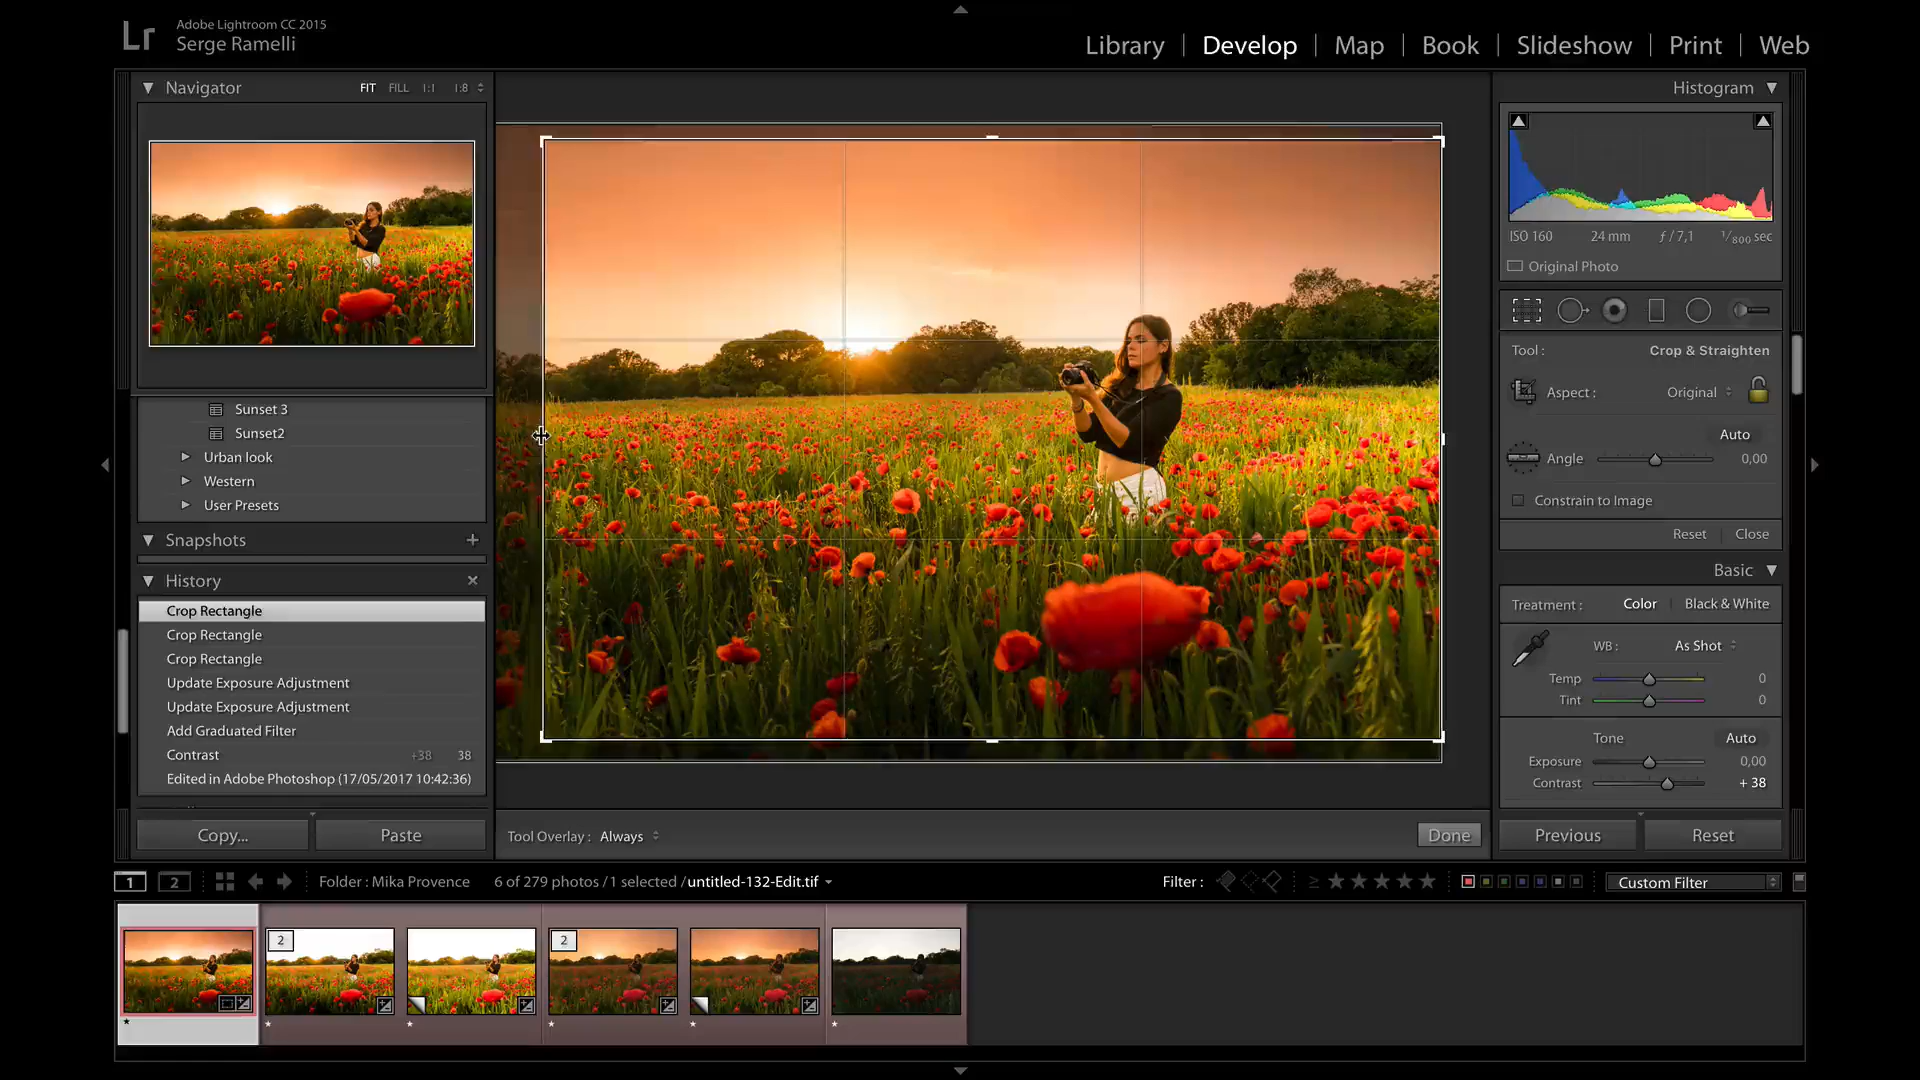 Lr
Adobe Lightroom CC 2015
Serge Ramelli
Library | Develop | Map | Book | Slideshow | Print | Web
Navigator FIT FILL 1:1 1:8
Sunset 3
Sunset2
Urban look
Western
User Presets
Snapshots +
History ×
Crop Rectangle
Crop Rectangle
Crop Rectangle
Update Exposure Adjustment
Update Exposure Adjustment
Add Graduated Filter
Contrast +38 38
Edited in Adobe Photoshop (17/05/2017 10:42:36)
Copy... Paste
Tool Overlay : Always Done
Histogram
ISO 160 24 mm ƒ / 7,1 1/800 sec
Original Photo
Tool : Crop & Straighten
Aspect : Original
Auto
Angle 0,00
Constrain to Image
Reset Close
Basic
Treatment : Color | Black & White
WB : As Shot
Temp 0
Tint 0
Tone Auto
Exposure 0,00
Contrast + 38
Previous Reset
1 2 Folder : Mika Provence 6 of 279 photos / 1 selected / untitled-132-Edit.tif Filter : ≥ ★★★★★ Custom Filter
2 2